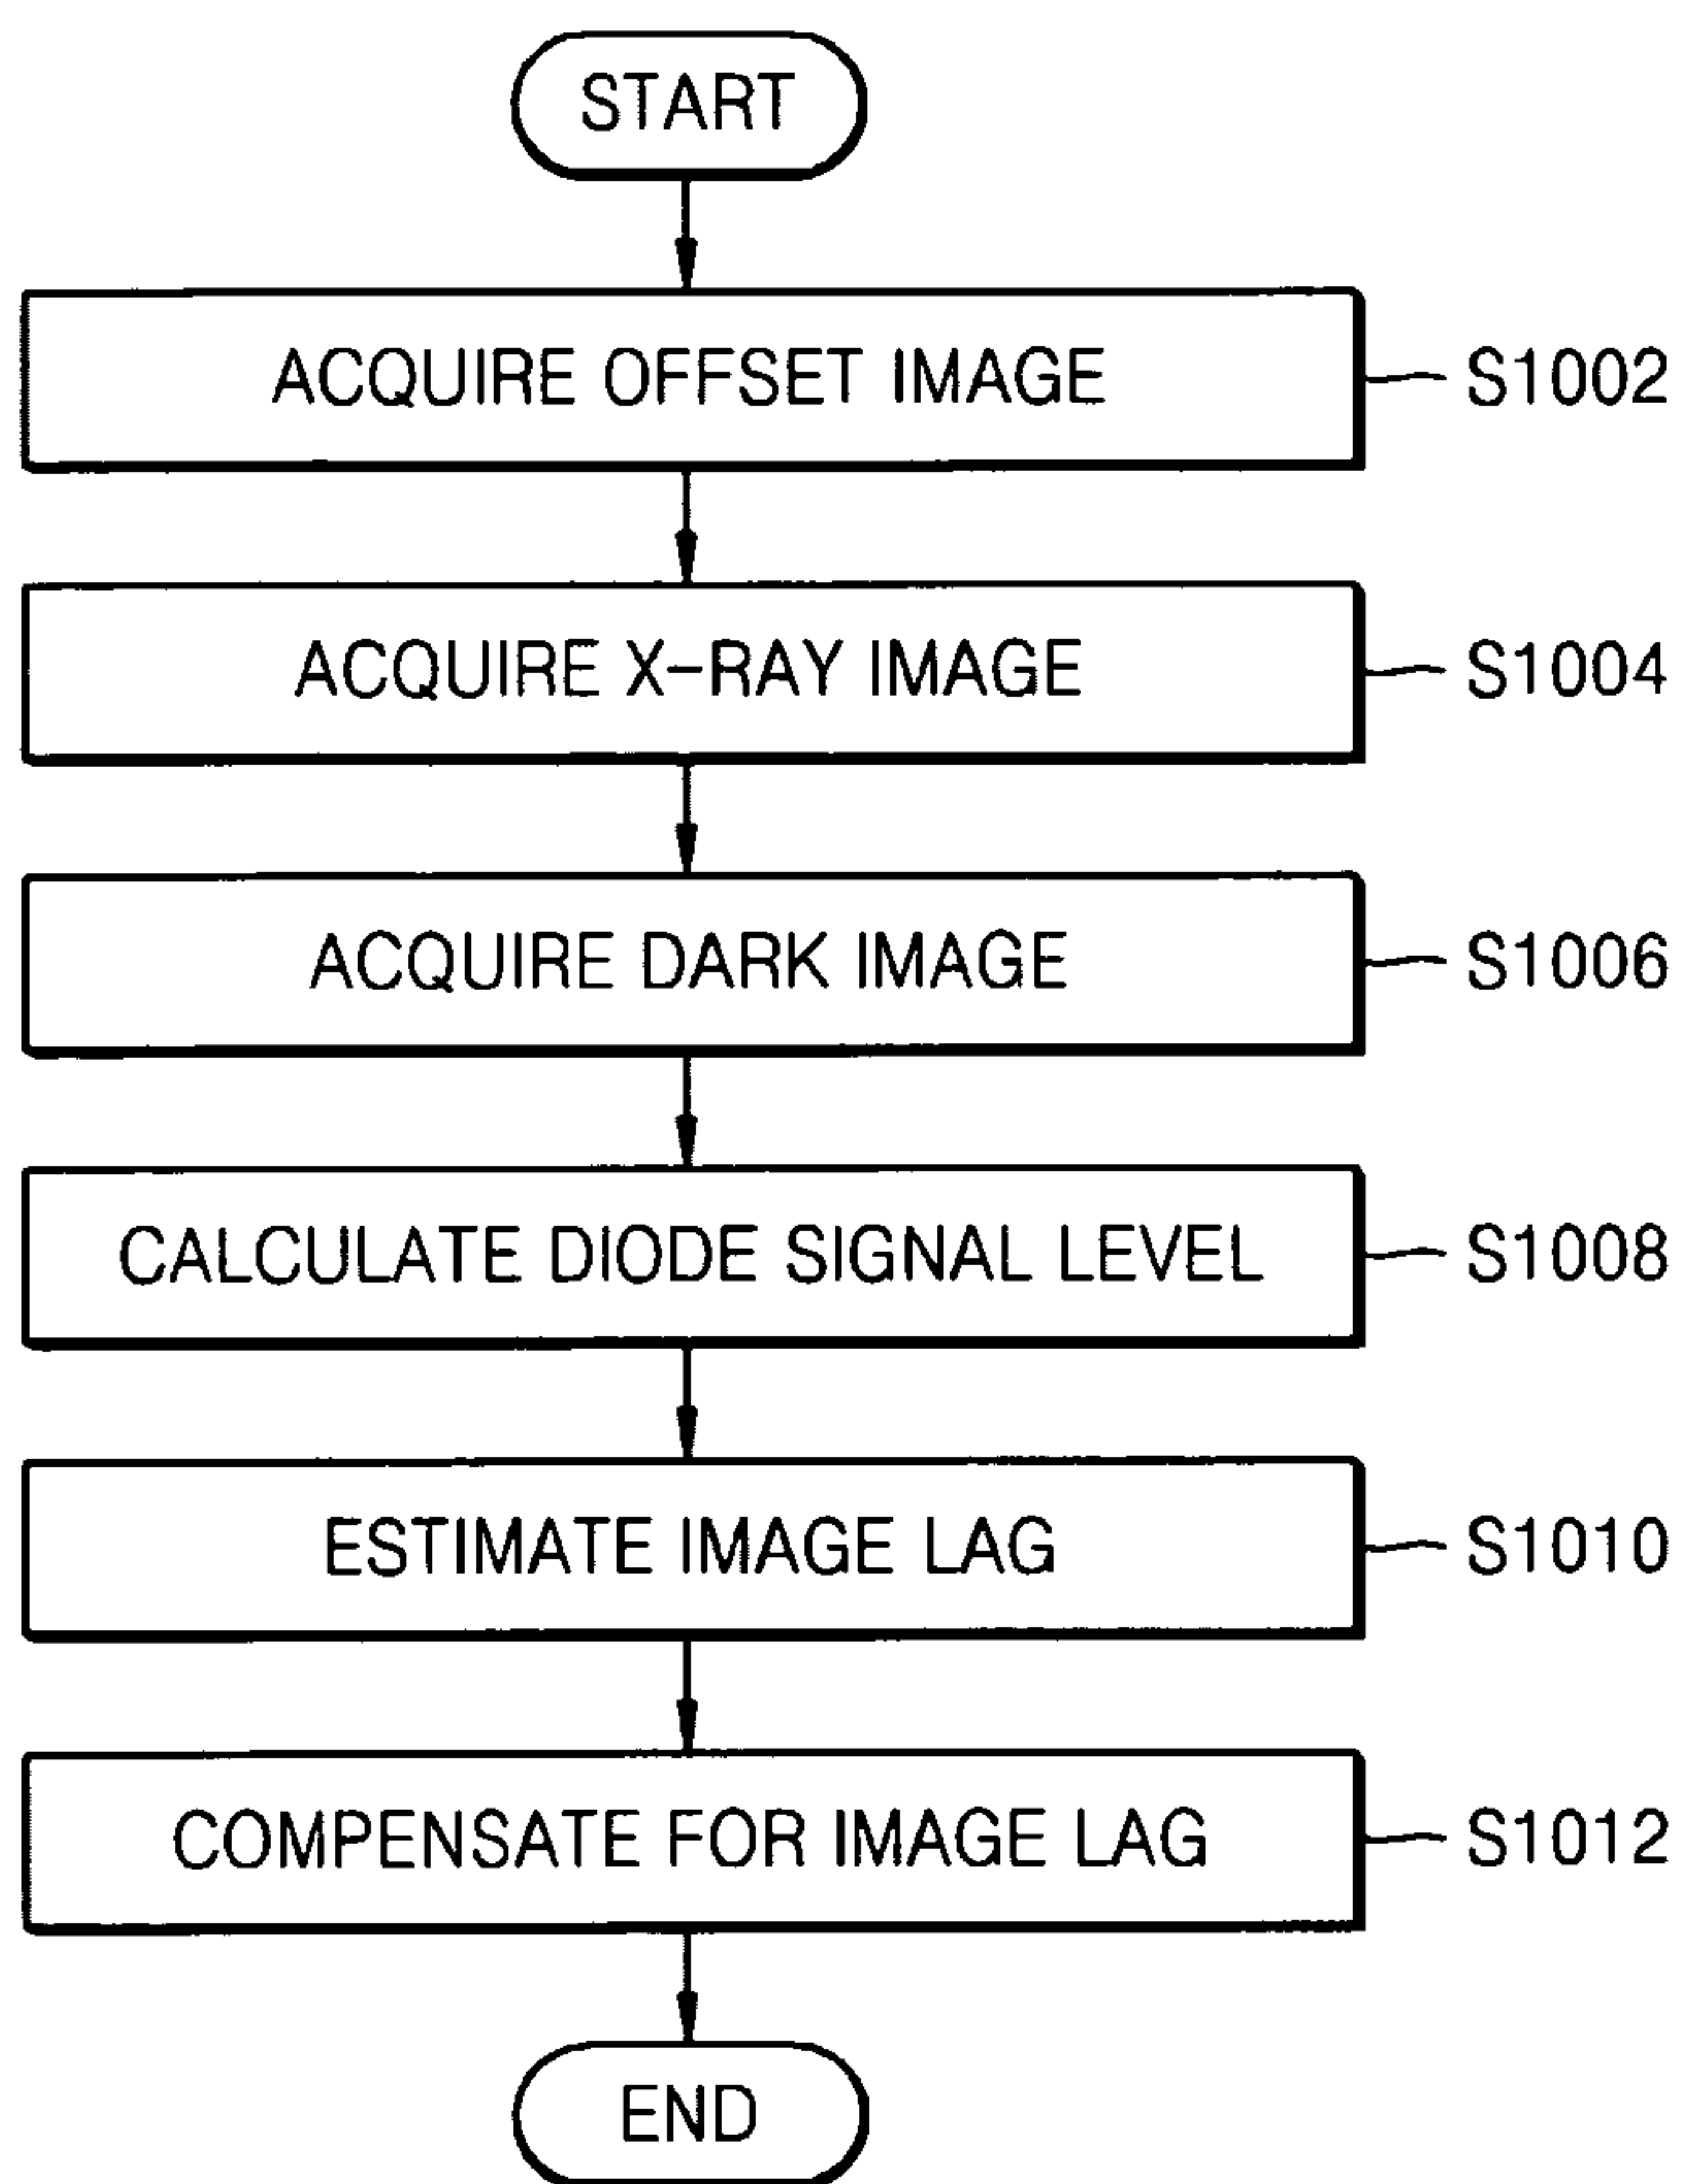 START
ACQUIRE OFFSET IMAGE S1002
ACQUIRE X-RAY IMAGE S1004
ACQUIRE DARK IMAGE S1006
CALCULATE DIODE SIGNAL LEVEL S1008
ESTIMATE IMAGE LAG S1010
COMPENSATE FOR IMAGE LAG S1012
END